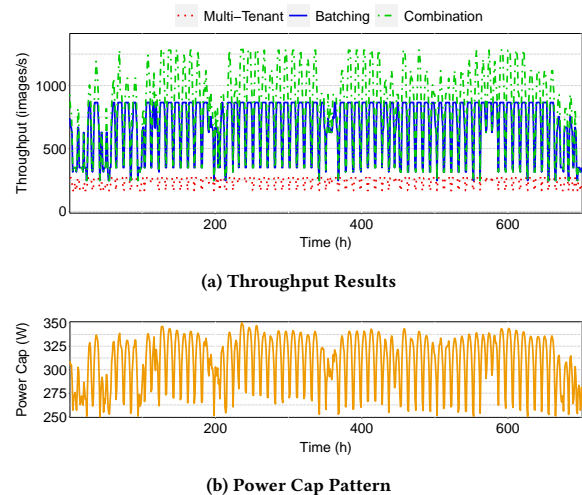 Multi-Tenant Batching Combination
Throughput (images/s)
1000
500
0
200 400 600
Time (h)
(a) Throughput Results
Power Cap (W)
350
325
300
275
250
200 400 600
Time (h)
(b) Power Cap Pattern